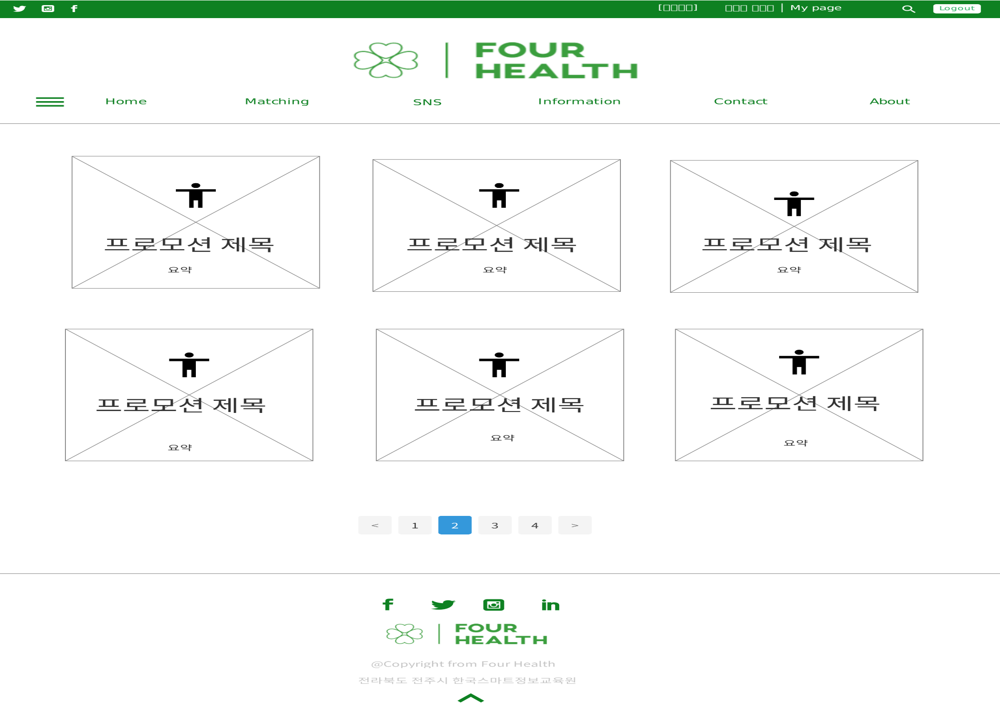 [□□□□] □□□ □□□ | My page Logout
FOUR
HEALTH
Home Matching SNS Information Contact About
프로모션 제목 프로모션 제목 프로모션 제목
요약 요약 요약
프로모션 제목 프로모션 제목 프로모션 제목
요약 요약 요약
< 1 2 3 4 >
FOUR
HEALTH
@Copyright from Four Health
전라북도 전주시 한국스마트정보교육원